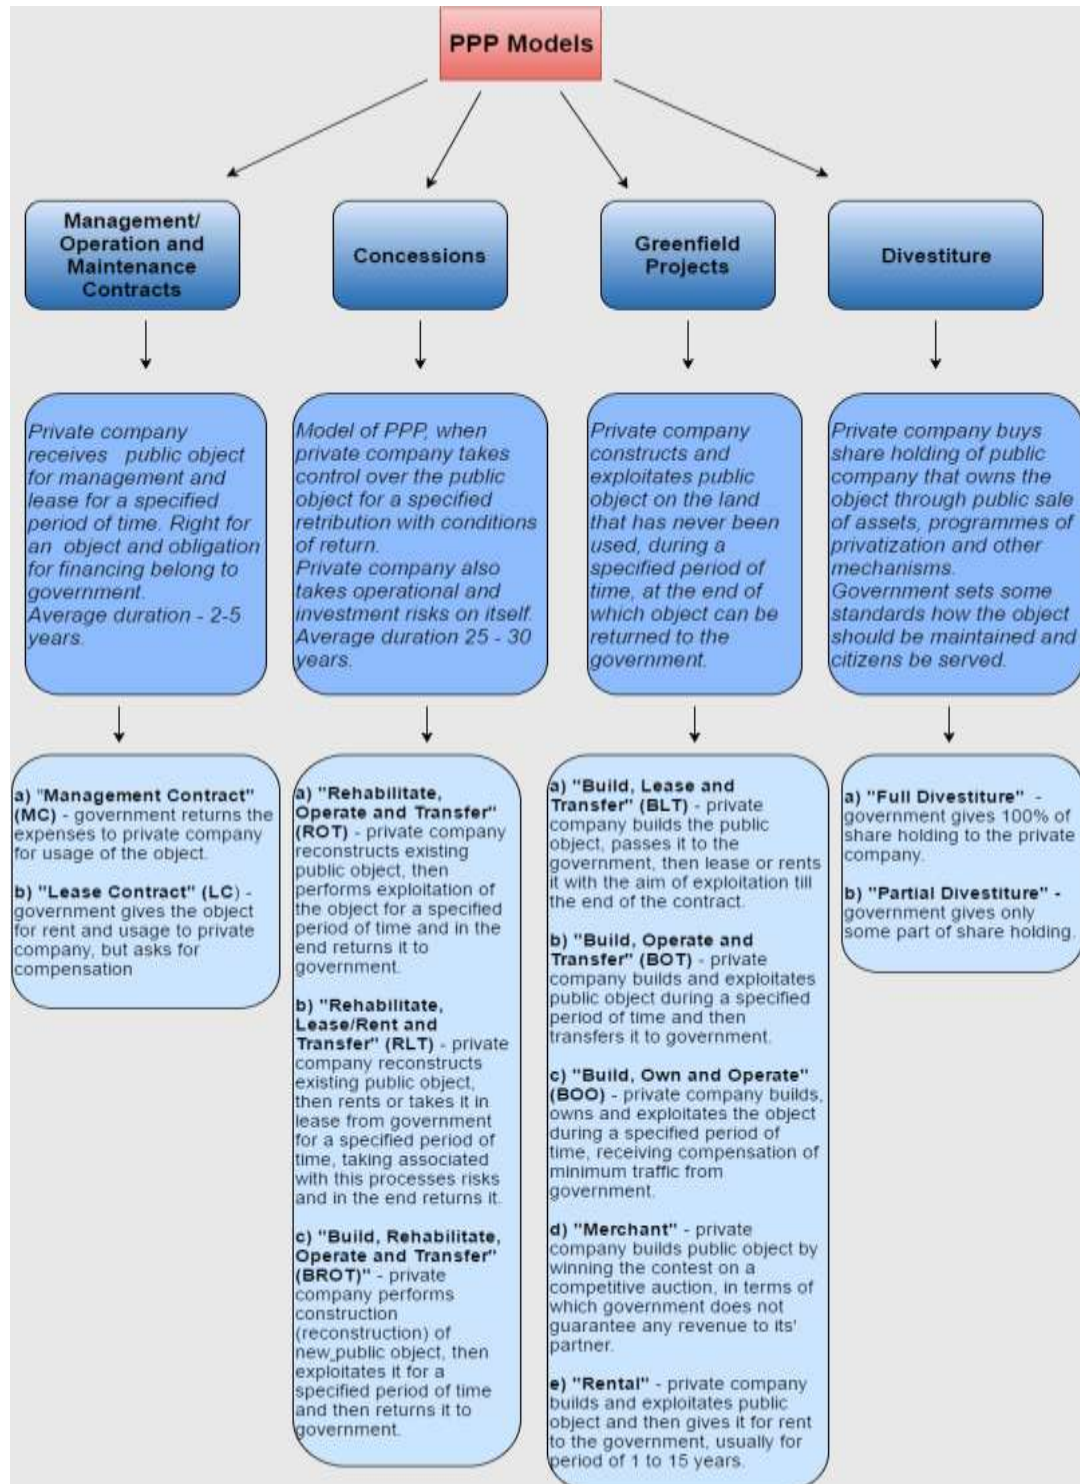 PPP Models
Management/
Operation and
Maintenance
Contracts
Concessions
Greenfield
Projects
Divestiture
Private company
receives public object
for management and
lease for a specified
period of time. Right for
an object and obligation
for financing belong to
government.
Average duration - 2-5
years.
Model of PPP, when
private company takes
control over the public
object for a specified
retribution with conditions
of return.
Private company also
takes operational and
investment risks on itself.
Average duration 25 - 30
years.
Private company
constructs and
exploitates public
object on the land
that has never been
used, during a
specified period of
time, at the end of
which object can be
returned to the
government.
Private company buys
share holding of public
company that owns the
object through public sale
of assets, programmes of
privatization and other
mechanisms.
Government sets some
standards how the object
should be maintained and
citizens be served.
a) "Management Contract"
(MC) - government returns the
expenses to private company
for usage of the object.
b) "Lease Contract" (LC) -
government gives the object
for rent and usage to private
company, but asks for
compensation
a) "Rehabilitate,
Operate and Transfer"
(ROT) - private company
reconstructs existing
public object, then
performs exploitation of
the object for a specified
period of time and in the
end returns it to
government.
b) "Rehabilitate,
Lease/Rent and
Transfer" (RLT) - private
company reconstructs
existing public object,
then rents or takes it in
lease from government
for a specified period of
time, taking associated
with this processes risks
and in the end returns it.
c) "Build, Rehabilitate,
Operate and Transfer"
(BROT)" - private
company performs
construction
(reconstruction) of
new_public object, then
exploitates it for a
specified period of time
and then returns it to
government.
a) "Build, Lease and
Transfer" (BLT) - private
company builds the public
object, passes it to the
government, then lease or rents
it with the aim of exploitation till
the end of the contract.
b) "Build, Operate and
Transfer" (BOT) - private
company builds and exploitates
public object during a specified
period of time and then
transfers it to government.
c) "Build, Own and Operate"
(BOO) - private company builds,
owns and exploitates the object
during a specified period of
time, receiving compensation of
minimum traffic from
government.
d) "Merchant" - private
company builds public object by
winning the contest on a
competitive auction, in terms of
which government does not
guarantee any revenue to its'
partner.
e) "Rental" - private company
builds and exploitates public
object and then gives it for rent
to the government, usually for
period of 1 to 15 years.
a) "Full Divestiture" -
government gives 100% of
share holding to the private
company.
b) "Partial Divestiture" -
government gives only
some part of share holding.